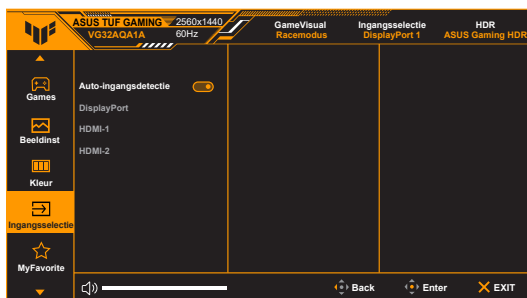 ASUS TUF GAMING 2560x1440
VG32AQA1A 60Hz
GameVisual
Racemodus
Ingangsselectie
DisplayPort 1
HDR
ASUS Gaming HDR
Games
Beeldinst
Kleur
Ingangsselectie
MyFavorite
Auto-ingangsdetectie
DisplayPort
HDMI-1
HDMI-2
Back
Enter
EXIT